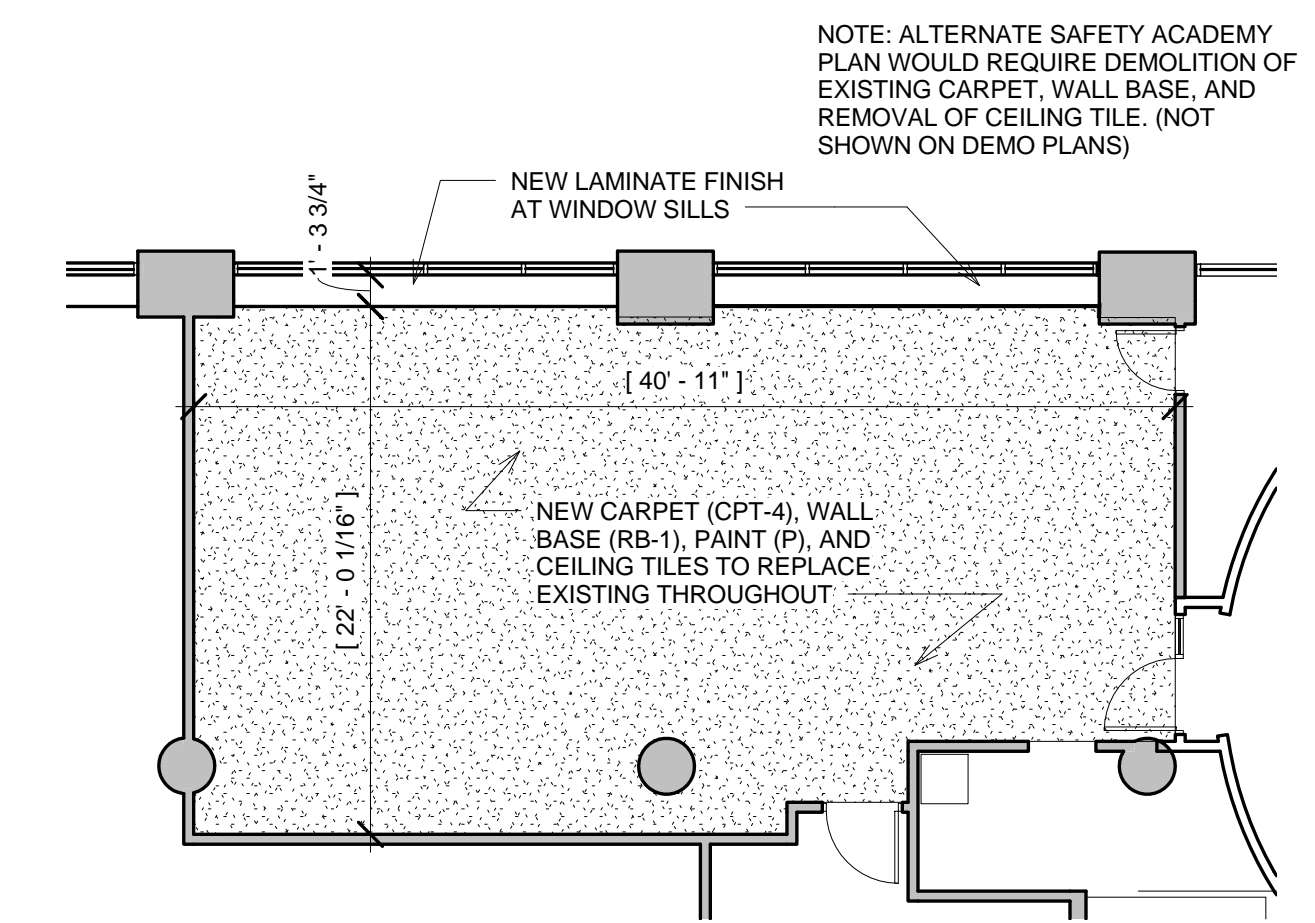 NOTE: ALTERNATE SAFETY ACADEMY
PLAN WOULD REQUIRE DEMOLITION OF
EXISTING CARPET, WALL BASE, AND
REMOVAL OF CEILING TILE. (NOT
SHOWN ON DEMO PLANS)
NEW LAMINATE FINISH
AT WINDOW SILLS
1' - 3 3/4"
[ 40' - 11" ]
[ 22' - 0 1/16" ]
NEW CARPET (CPT-4), WALL
BASE (RB-1), PAINT (P), AND
CEILING TILES TO REPLACE
EXISTING THROUGHOUT